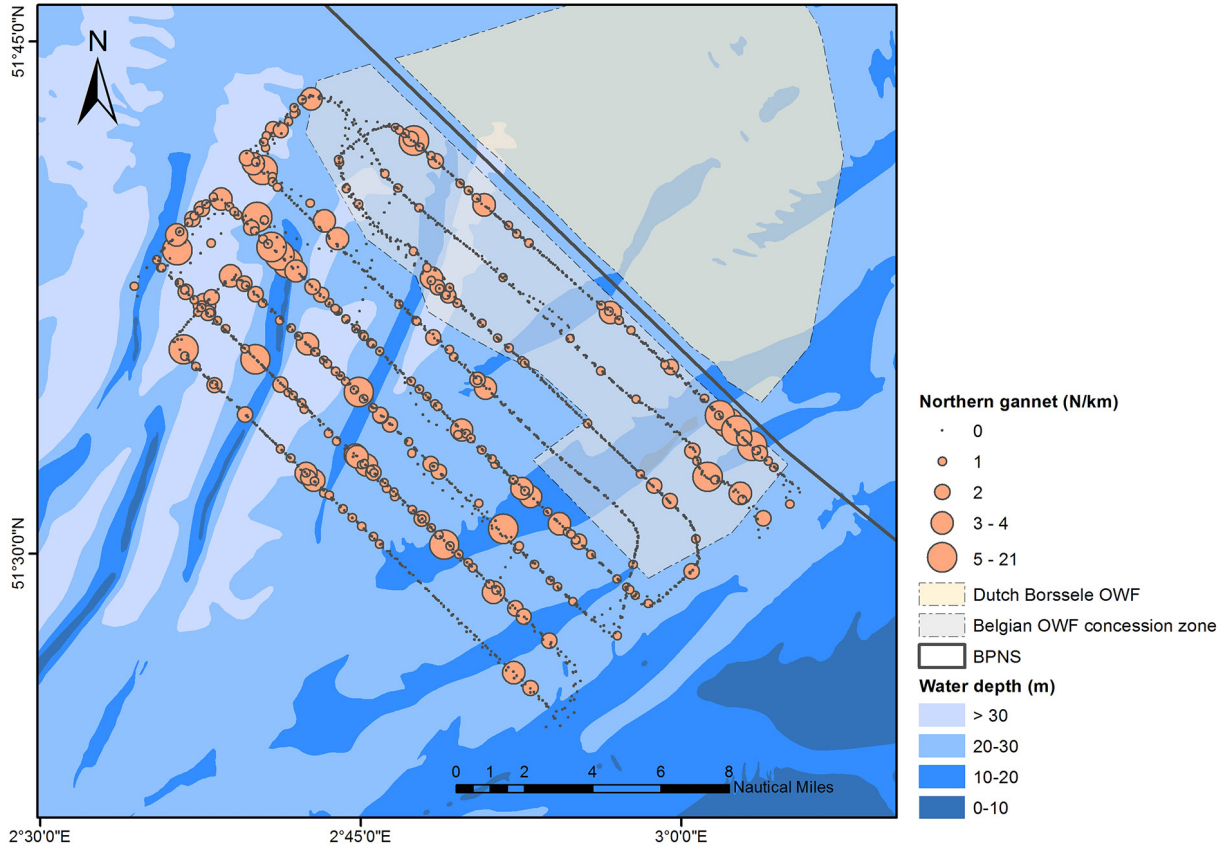 51°45'0"N
N
51°30'0"N
2°30'0"E
2°45'0"E
3°0'0"E
0 1 2 4 6 8
Nautical Miles
Northern gannet (N/km)
0
1
2
3 - 4
5 - 21
Dutch Borssele OWF
Belgian OWF concession zone
BPNS
Water depth (m)
> 30
20-30
10-20
0-10